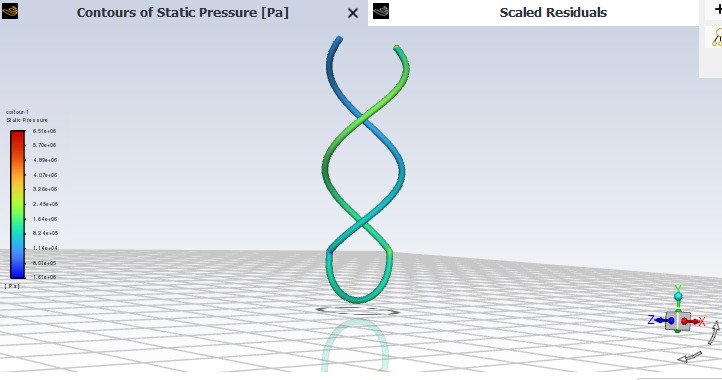 Contours of Static Pressure [Pa]
Scaled Residuals
contour-1
Static Pressure
6.51e+06
5.70e+06
4.89e+06
4.07e+06
3.26e+06
2.45e+06
1.64e+06
8.24e+05
1.14e+04
-8.01e+05
-1.61e+06
[Pa]
Y
Z
X